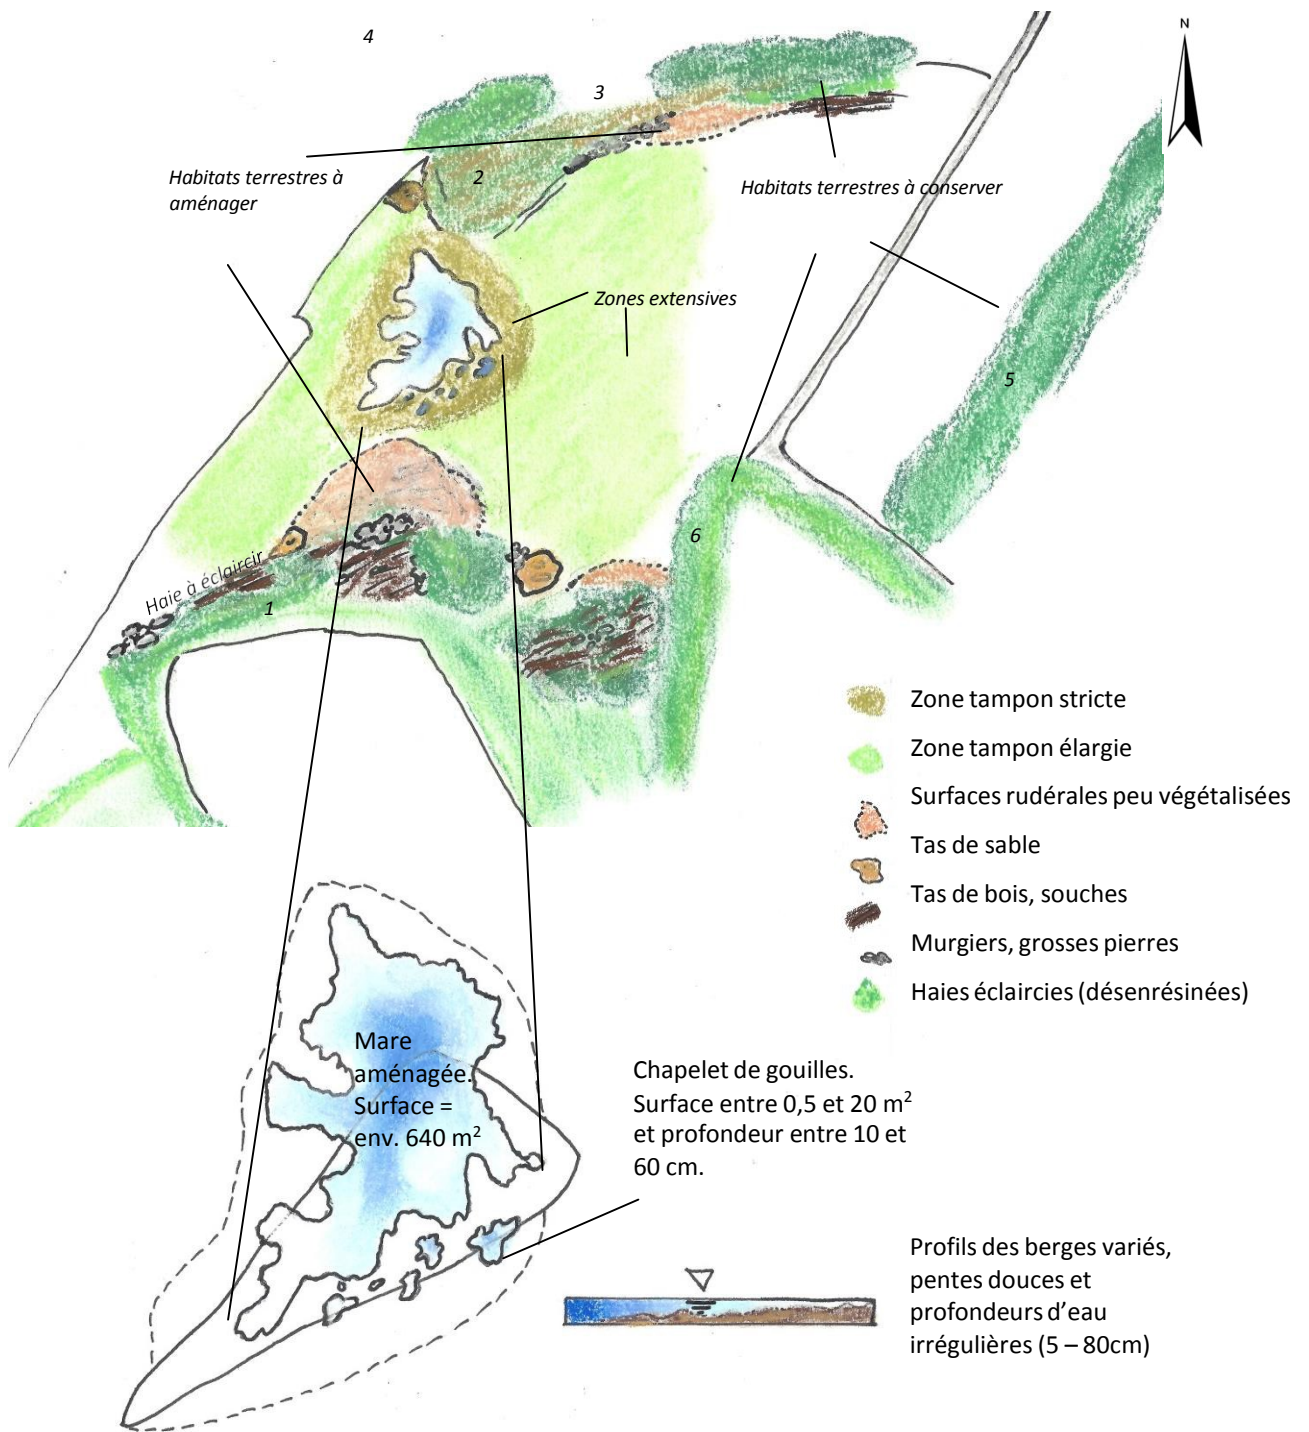 N
4
3
Habitats terrestres à
aménager
2
Habitats terrestres à conserver
Zones extensives
5
6
Haie à éclaircir
1
Zone tampon stricte
Zone tampon élargie
Surfaces rudérales peu végétalisées
Tas de sable
Tas de bois, souches
Murgiers, grosses pierres
Haies éclaircies (désenrésinées)
Mare
aménagée.
Surface =
env. 640 m²
Chapelet de gouilles.
Surface entre 0,5 et 20 m²
et profondeur entre 10 et
60 cm.
Profils des berges variés,
pentes douces et
profondeurs d'eau
irrégulières (5 – 80cm)